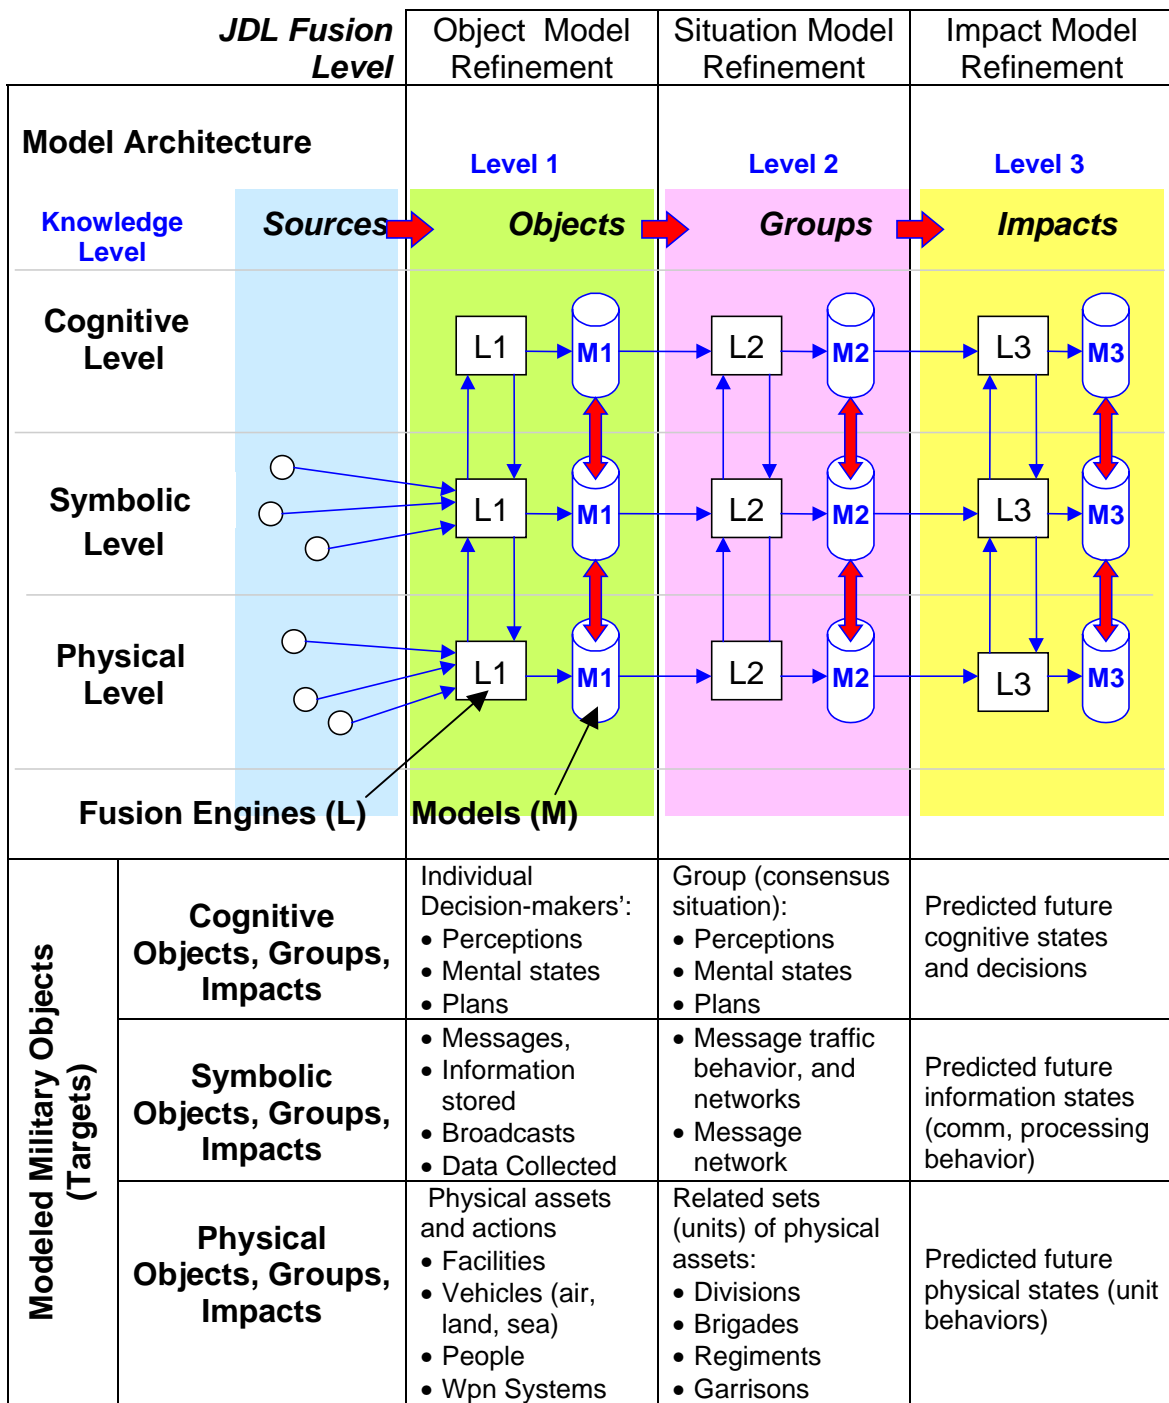 JDL Fusion
Level
Object Model
Refinement
Situation Model
Refinement
Impact Model
Refinement
Model Architecture
Level 1
Level 2
Level 3
Knowledge
Level
Sources
Objects
Groups
Impacts
Cognitive
Level
L1
M1
L2
M2
L3
M3
Symbolic
Level
L1
M1
L2
M2
L3
M3
Physical
Level
L1
M1
L2
M2
L3
M3
Fusion Engines (L)
Models (M)
Modeled Military Objects
(Targets)
Cognitive
Objects, Groups,
Impacts
Individual
Decision-makers’:
• Perceptions
• Mental states
• Plans
Group (consensus
situation):
• Perceptions
• Mental states
• Plans
Predicted future
cognitive states
and decisions
Symbolic
Objects, Groups,
Impacts
• Messages,
• Information
stored
• Broadcasts
• Data Collected
• Message traffic
behavior, and
networks
• Message
network
Predicted future
information states
(comm, processing
behavior)
Physical
Objects, Groups,
Impacts
Physical assets
and actions
• Facilities
• Vehicles (air,
land, sea)
• People
• Wpn Systems
Related sets
(units) of physical
assets:
• Divisions
• Brigades
• Regiments
• Garrisons
Predicted future
physical states (unit
behaviors)